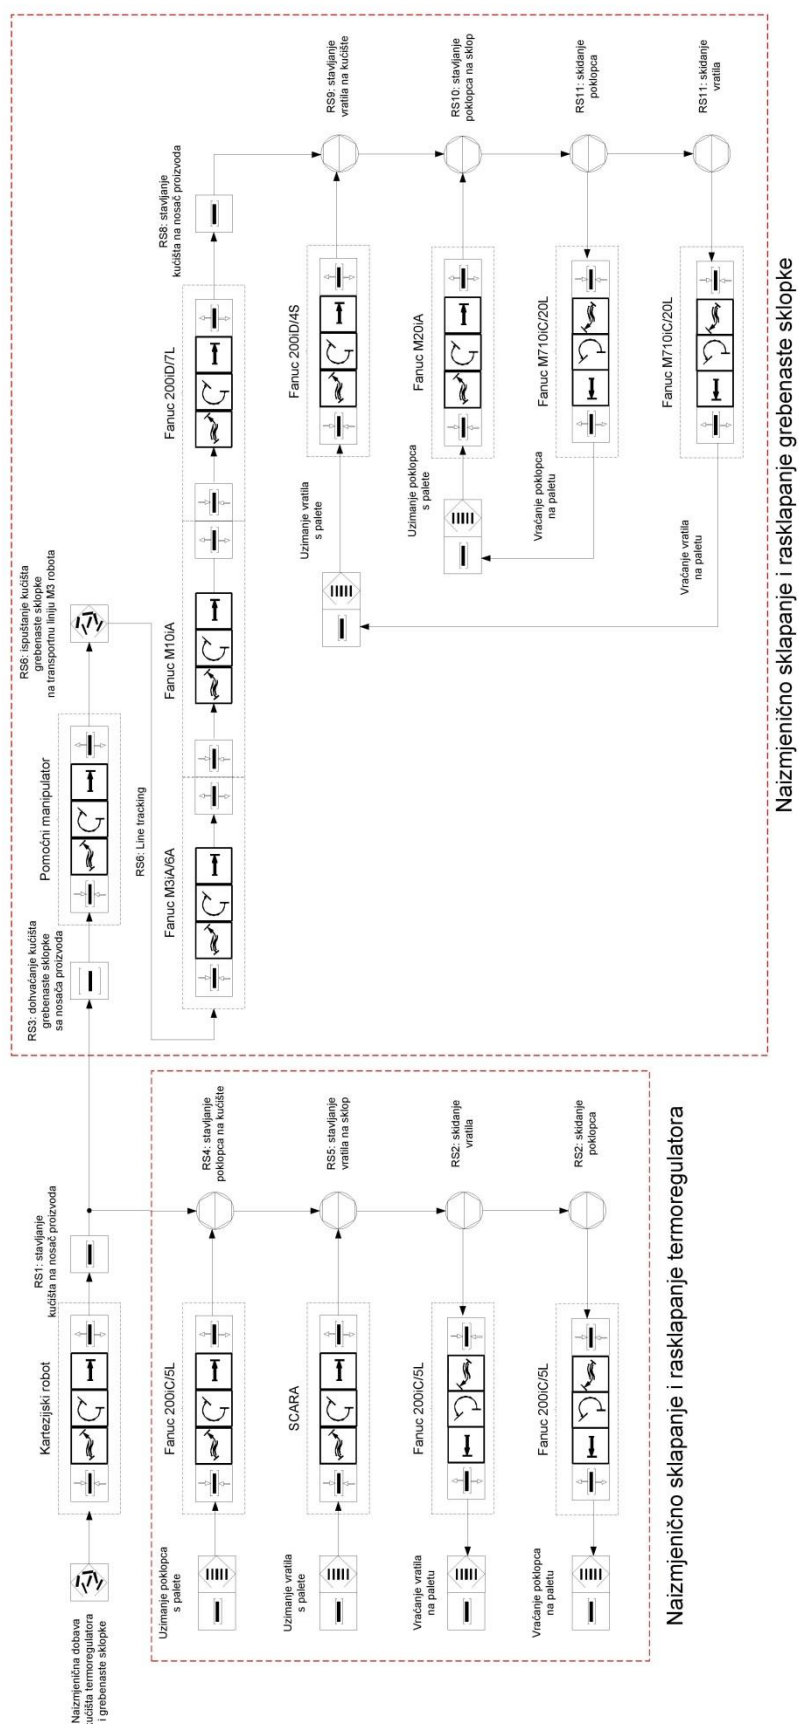 Naizmjenična dobava
kućišta termoregulatora
i grebenaste sklopke
Kartezijski robot
RS1: stavljanje
kućišta na nosač proizvoda
RS3: dohvaćanje kućišta
grebenaste sklopke
sa nosača proizvoda
Pomoćni manipulator
RS6: ispuštanje kućišta
grebenaste sklopke
na transportnu liniju M3 robota
RS6: Line tracking
Fanuc M3iA/6A
Fanuc M10iA
Fanuc 200iD/7L
RS8: stavljanje
kućišta na nosač proizvoda
Uzimanje poklopca
s palete
Fanuc 200iC/5L
RS4: stavljanje
poklopca na kućište
Uzimanje vratila
s palete
SCARA
RS5: stavljanje
vratila na sklop
Vraćanje vratila
na paletu
Fanuc 200iC/5L
RS2: skidanje
vratila
Vraćanje poklopca
na paletu
Fanuc 200iC/5L
RS2: skidanje
poklopca
Naizmjenično sklapanje i rasklapanje termoregulatora
Uzimanje vratila
s palete
Fanuc 200iD/4S
RS9: stavljanje
vratila na kućište
Uzimanje poklopca
s palete
Fanuc M20iA
RS10: stavljanje
poklopca na sklop
Vraćanje poklopca
na paletu
Fanuc M710iC/20L
RS11: skidanje
poklopca
Vraćanje vratila
na paletu
Fanuc M710iC/20L
RS11: skidanje
vratila
Naizmjenično sklapanje i rasklapanje grebenaste sklopke